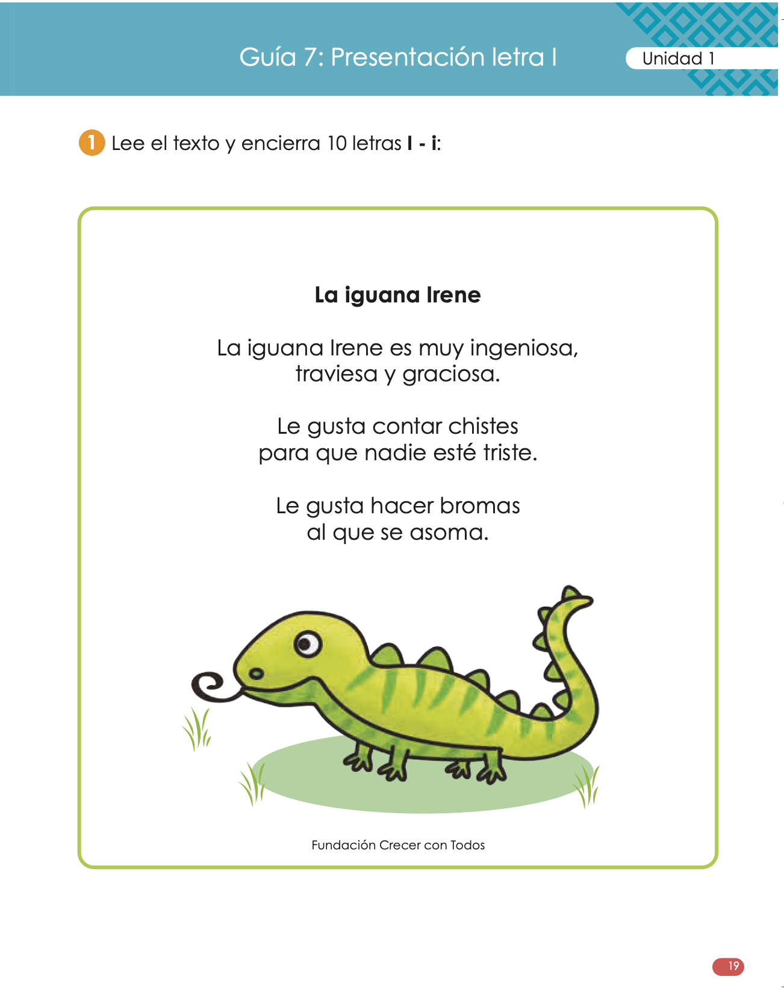 Guía 7: Presentación letra I
Unidad 1
1 Lee el texto y encierra 10 letras I - i:
La iguana Irene
La iguana Irene es muy ingeniosa,
traviesa y graciosa.
Le gusta contar chistes
para que nadie esté triste.
Le gusta hacer bromas
al que se asoma.
Fundación Crecer con Todos
19